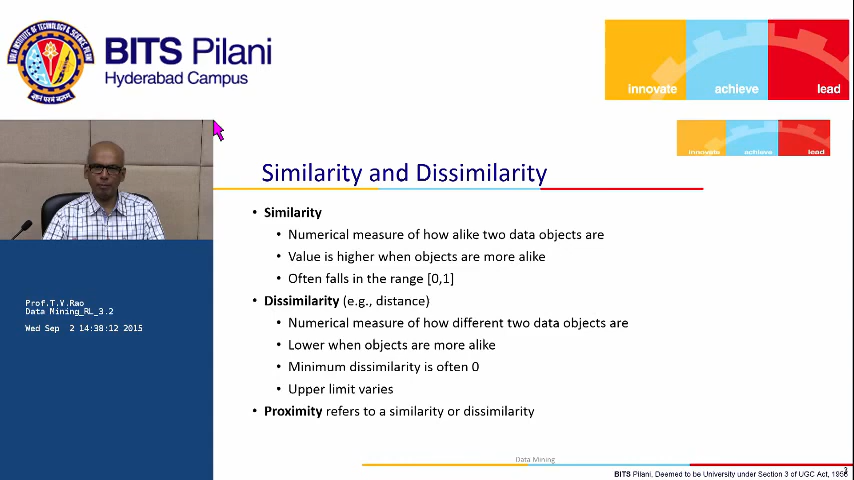 BITS Pilani
Hyderabad Campus
innovate achieve lead
innovate achieve lead
Similarity and Dissimilarity
• Similarity
• Numerical measure of how alike two data objects are
• Value is higher when objects are more alike
• Often falls in the range [0,1]
• Dissimilarity (e.g., distance)
• Numerical measure of how different two data objects are
• Lower when objects are more alike
• Minimum dissimilarity is often 0
• Upper limit varies
• Proximity refers to a similarity or dissimilarity
Prof.T.V.Rao
Data Mining_RL_3.2
Wed Sep 2 14:38:12 2015
Data Mining
BITS Pilani, Deemed to be University under Section 3 of UGC Act, 1956